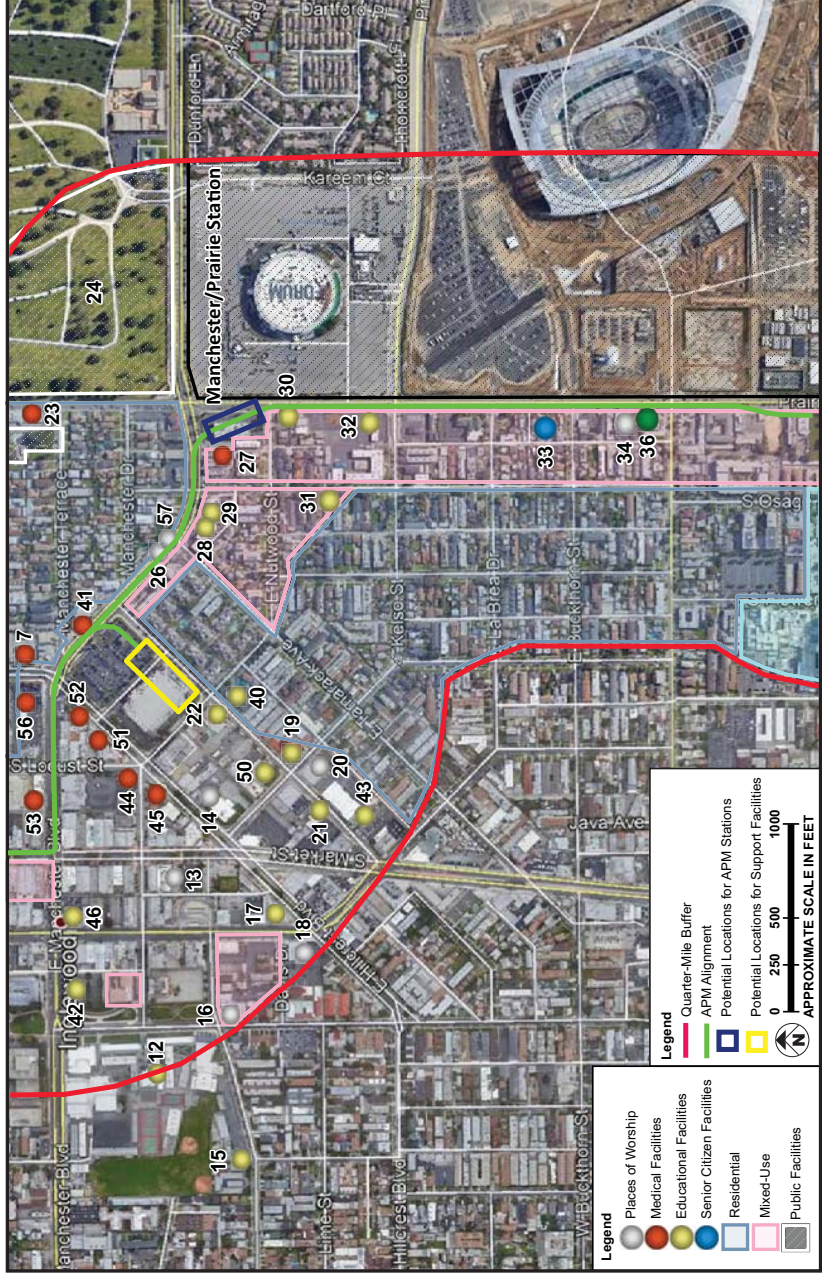 Dartford Pl
Armitage
Dunford Ln
Thorncroft C
Pr
Kareem Ct
Manchester/Prairie Station
FORUM
24
Prair
23
30
32
33
34
36
27
57
29
28
31
S Osag
Manchester Terrace
Manchester Dr
26
E Nutwood St
41
7
56
52
51
22
40
E Tamarack Ave
E Kelso St
La Brea Dr
E Buckthorn St
S Locust St
53
44
45
14
50
19
20
21
43
Java Ave
E Manchester Blvd
46
13
17
18
S Market St
E Hillcrest Blvd
42
16
12
15
Manchester Blvd
Lime St
Hillcrest Blvd
W Buckthorn St
Legend
Places of Worship
Medical Facilities
Educational Facilities
Senior Citizen Facilities
Residential
Mixed-Use
Public Facilities
Legend
Quarter-Mile Buffer
APM Alignment
Potential Locations for APM Stations
Potential Locations for Support Facilities
N
0 250 500 1000
APPROXIMATE SCALE IN FEET